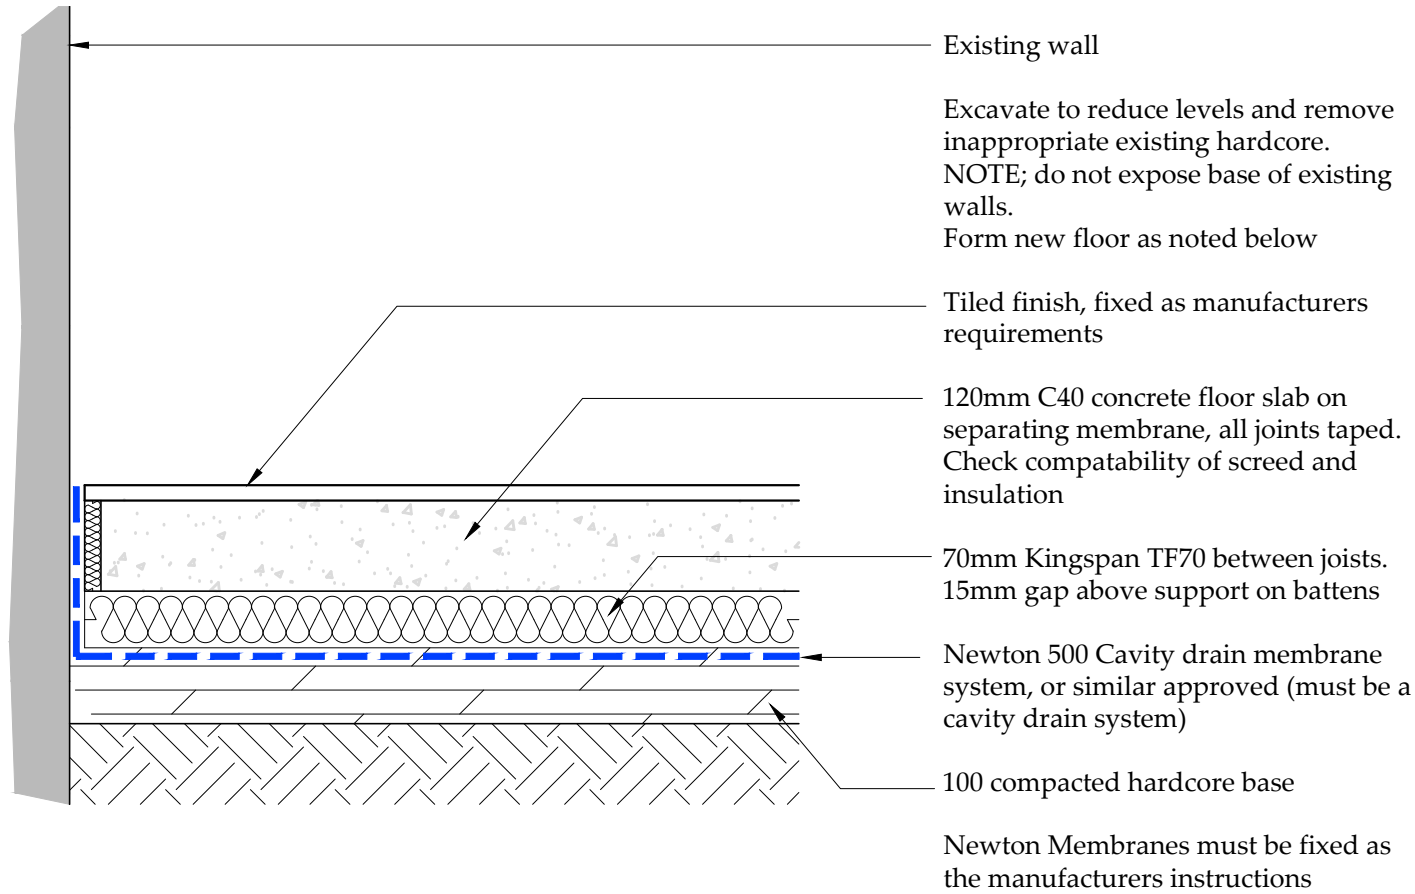 Existing wall
Excavate to reduce levels and remove
inappropriate existing hardcore.
NOTE; do not expose base of existing
walls.
Form new floor as noted below
Tiled finish, fixed as manufacturers
requirements
120mm C40 concrete floor slab on
separating membrane, all joints taped.
Check compatability of screed and
insulation
70mm Kingspan TF70 between joists.
15mm gap above support on battens
Newton 500 Cavity drain membrane
system, or similar approved (must be a
cavity drain system)
100 compacted hardcore base
Newton Membranes must be fixed as
the manufacturers instructions